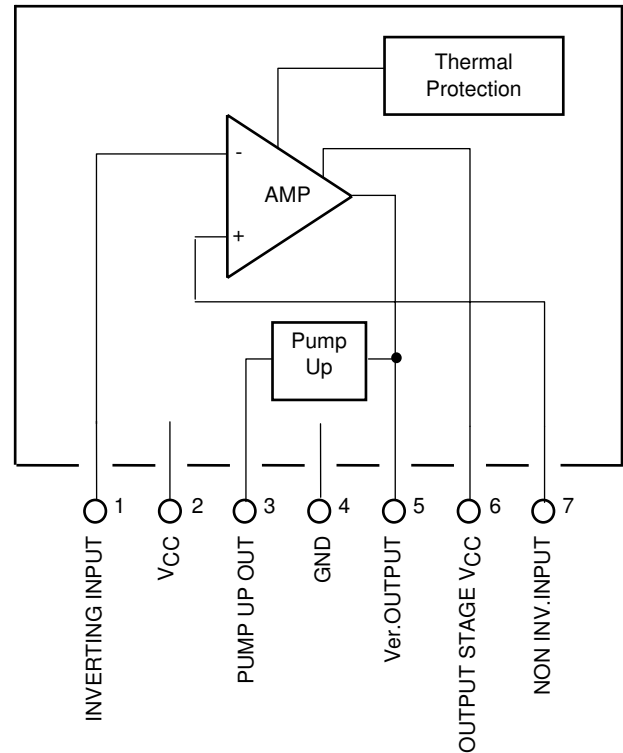 Thermal
Protection
-
AMP
+
Pump
Up
1
2
3
4
5
6
7
INVERTING INPUT
VCC
PUMP UP OUT
GND
Ver.OUTPUT
OUTPUT STAGE VCC
NON INV.INPUT